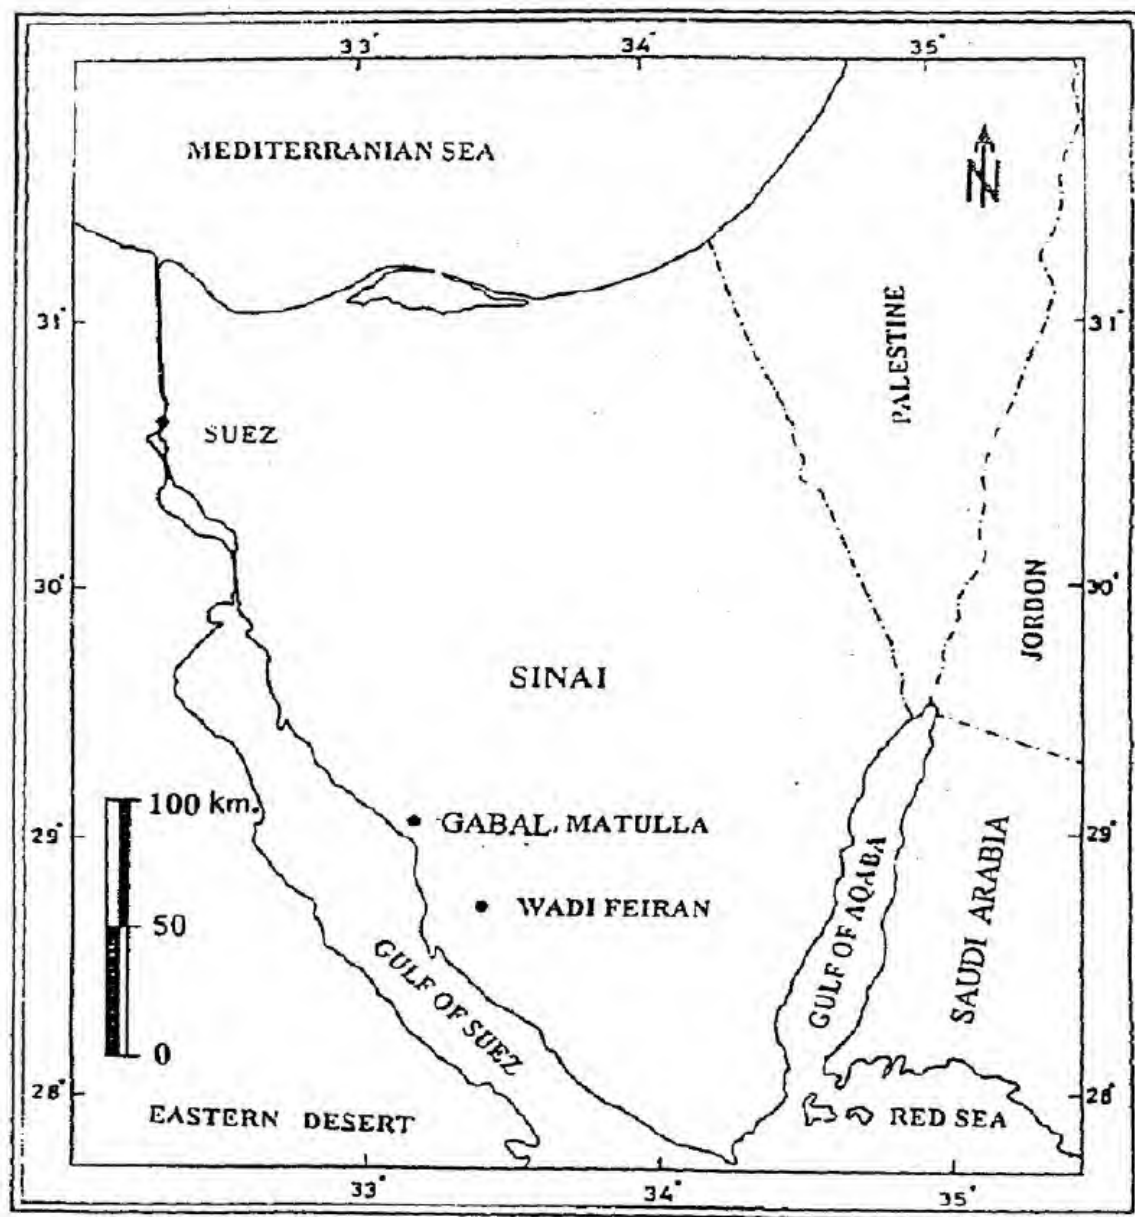 33° 34° 35°
MEDITERRANIAN SEA
N
31° 31°
PALESTINE
SUEZ
30° 30°
JORDON
SINAI
100 km.
29° 29°
GABAL. MATULLA
GULF OF AQABA
SAUDI ARABIA
WADI FEIRAN
50
GULF OF SUEZ
0
28° 28°
EASTERN DESERT
RED SEA
33° 34° 35°